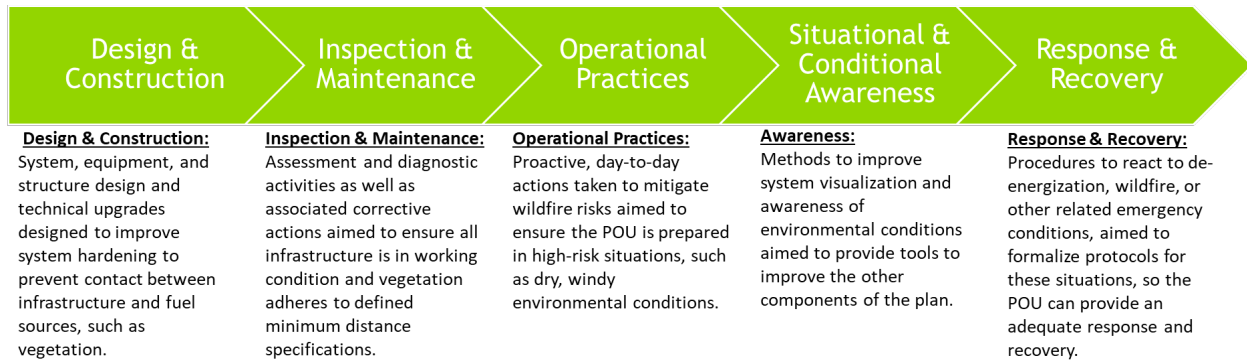 Design &
Construction
Inspection &
Maintenance
Operational
Practices
Situational &
Conditional
Awareness
Response &
Recovery
Design & Construction:
System, equipment, and
structure design and
technical upgrades
designed to improve
system hardening to
prevent contact between
infrastructure and fuel
sources, such as
vegetation.
Inspection & Maintenance:
Assessment and diagnostic
activities as well as
associated corrective
actions aimed to ensure all
infrastructure is in working
condition and vegetation
adheres to defined
minimum distance
specifications.
Operational Practices:
Proactive, day-to-day
actions taken to mitigate
wildfire risks aimed to
ensure the POU is prepared
in high-risk situations, such
as dry, windy
environmental conditions.
Awareness:
Methods to improve
system visualization and
awareness of
environmental conditions
aimed to provide tools to
improve the other
components of the plan.
Response & Recovery:
Procedures to react to de-
energization, wildfire, or
other related emergency
conditions, aimed to
formalize protocols for
these situations, so the
POU can provide an
adequate response and
recovery.